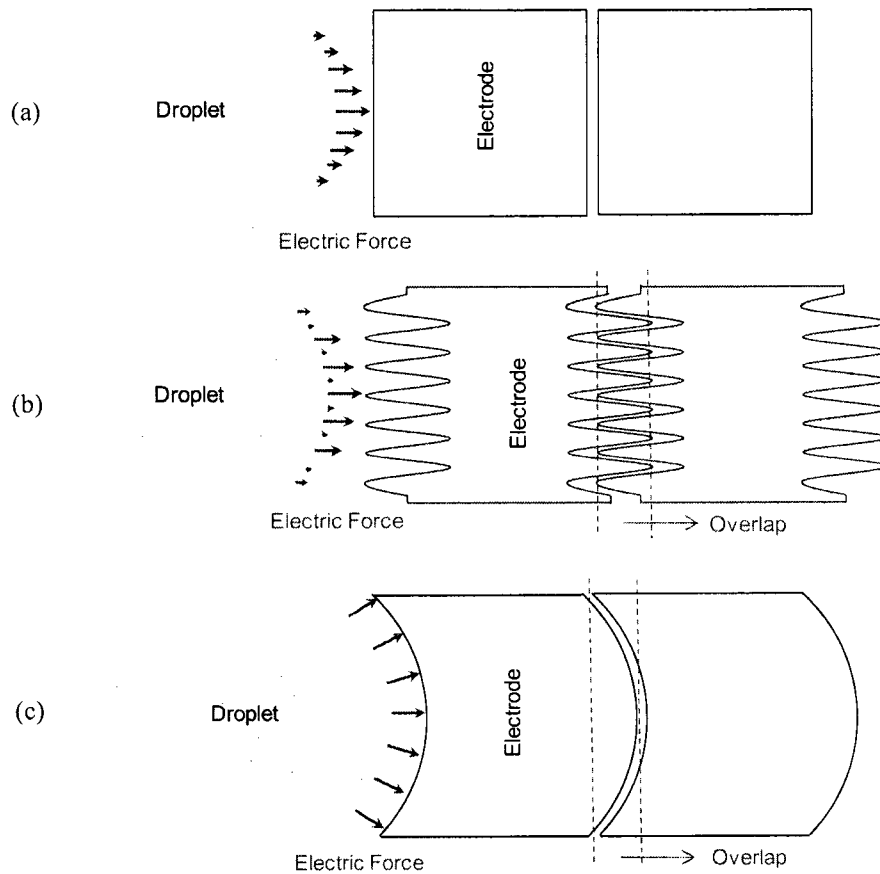 (a)
Droplet
Electrode
Electric Force
(b)
Droplet
Electrode
Electric Force
Overlap
(c)
Droplet
Electrode
Electric Force
Overlap